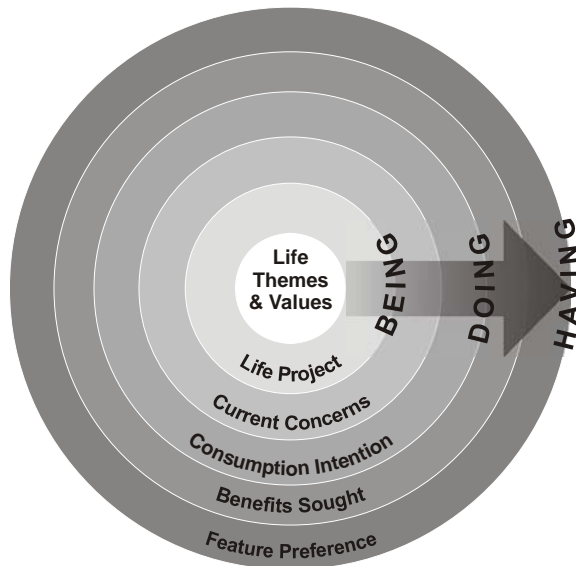 Life
Themes
& Values
BEING
DOING
HAVING
Life Project
Current Concerns
Consumption Intention
Benefits Sought
Feature Preference